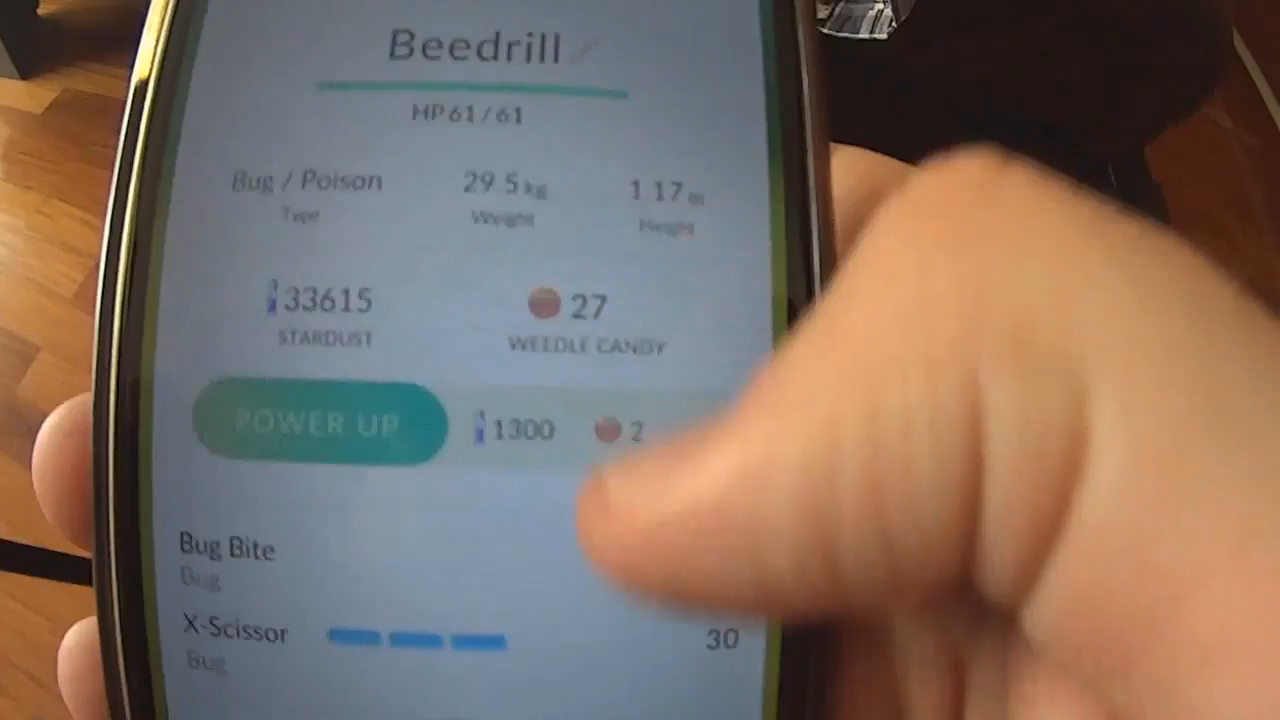 Beedrill
HP 61 / 61
Bug / Poison 29.5 kg 1.17 m
Type Weight Height
33615 27
STARDUST WEEDLE CANDY
POWER UP 1300 2
Bug Bite
Bug
X-Scissor 30
Bug